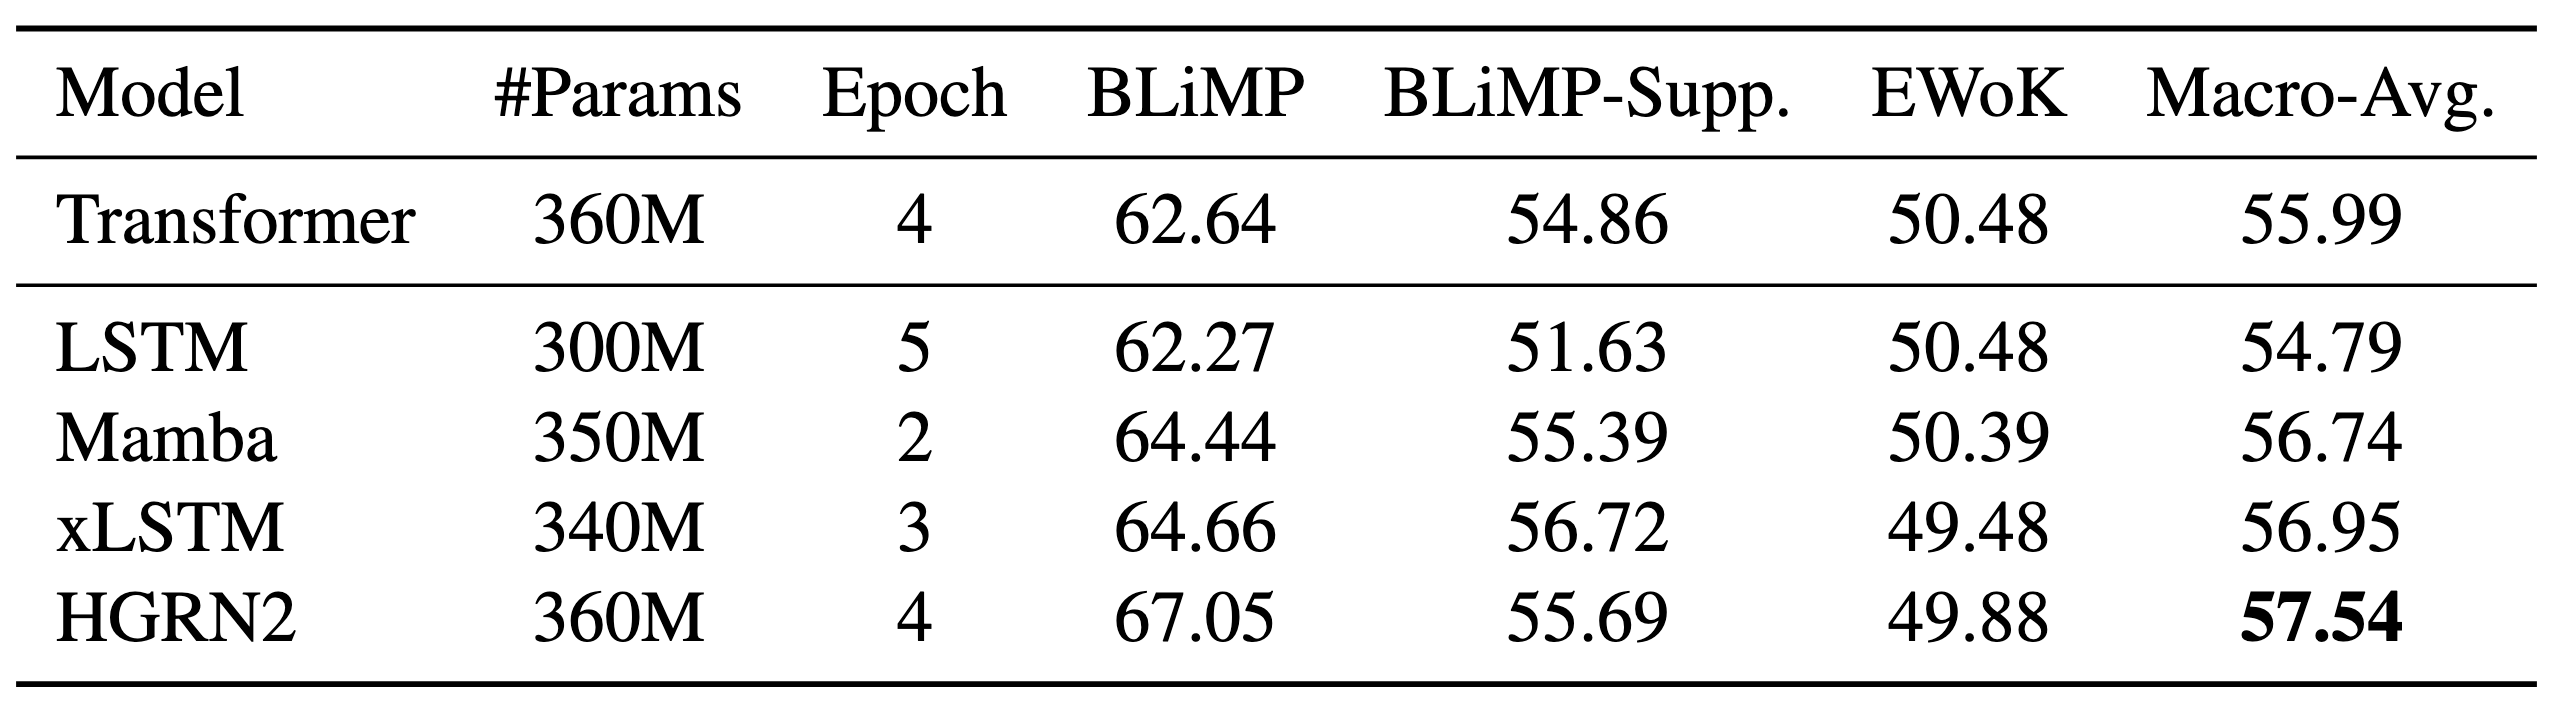 Model #Params Epoch BLiMP BLiMP-Supp. EWoK Macro-Avg.
Transformer 360M 4 62.64 54.86 50.48 55.99
LSTM 300M 5 62.27 51.63 50.48 54.79
Mamba 350M 2 64.44 55.39 50.39 56.74
xLSTM 340M 3 64.66 56.72 49.48 56.95
HGRN2 360M 4 67.05 55.69 49.88 57.54